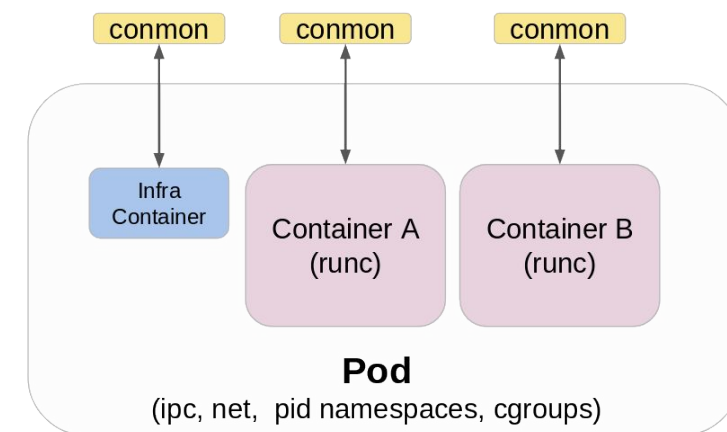 conmon
conmon
conmon
Infra
Container
Container A
(runc)
Container B
(runc)
Pod
(ipc, net,  pid namespaces, cgroups)